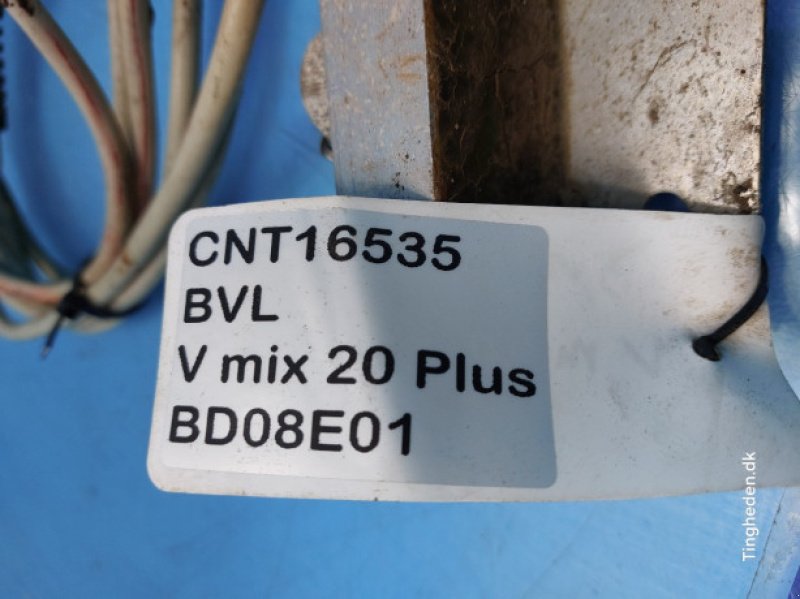 CNT16535
BVL
V mix 20 Plus
BD08E01
Tingheden.dk